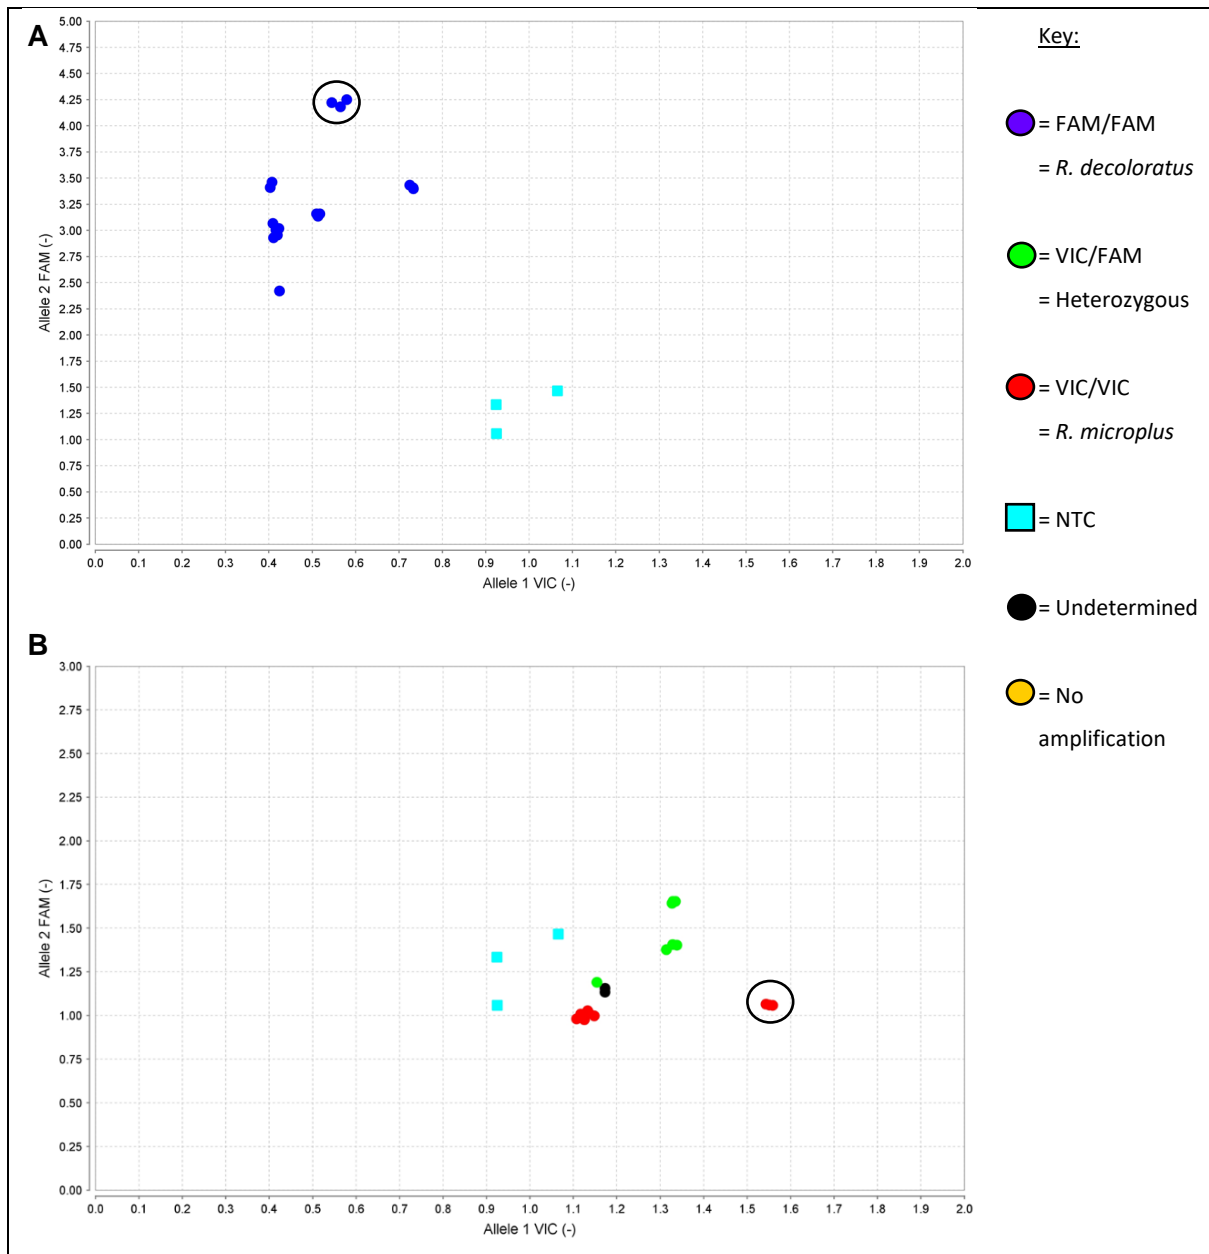 A
5.00
4.75
4.50
4.25
4.00
3.75
3.50
3.25
3.00
2.75
2.50
2.25
2.00
1.75
1.50
1.25
1.00
0.75
0.50
0.25
0.00
Allele 2 FAM (-)
0.0 0.1 0.2 0.3 0.4 0.5 0.6 0.7 0.8 0.9 1.0 1.1 1.2 1.3 1.4 1.5 1.6 1.7 1.8 1.9 2.0
Allele 1 VIC (-)
B
3.00
2.75
2.50
2.25
2.00
1.75
1.50
1.25
1.00
0.75
0.50
0.25
0.00
Allele 2 FAM (-)
0.0 0.1 0.2 0.3 0.4 0.5 0.6 0.7 0.8 0.9 1.0 1.1 1.2 1.3 1.4 1.5 1.6 1.7 1.8 1.9 2.0
Allele 1 VIC (-)
Key:
= FAM/FAM
= R. decoloratus
= VIC/FAM
= Heterozygous
= VIC/VIC
= R. microplus
= NTC
= Undetermined
= No
amplification